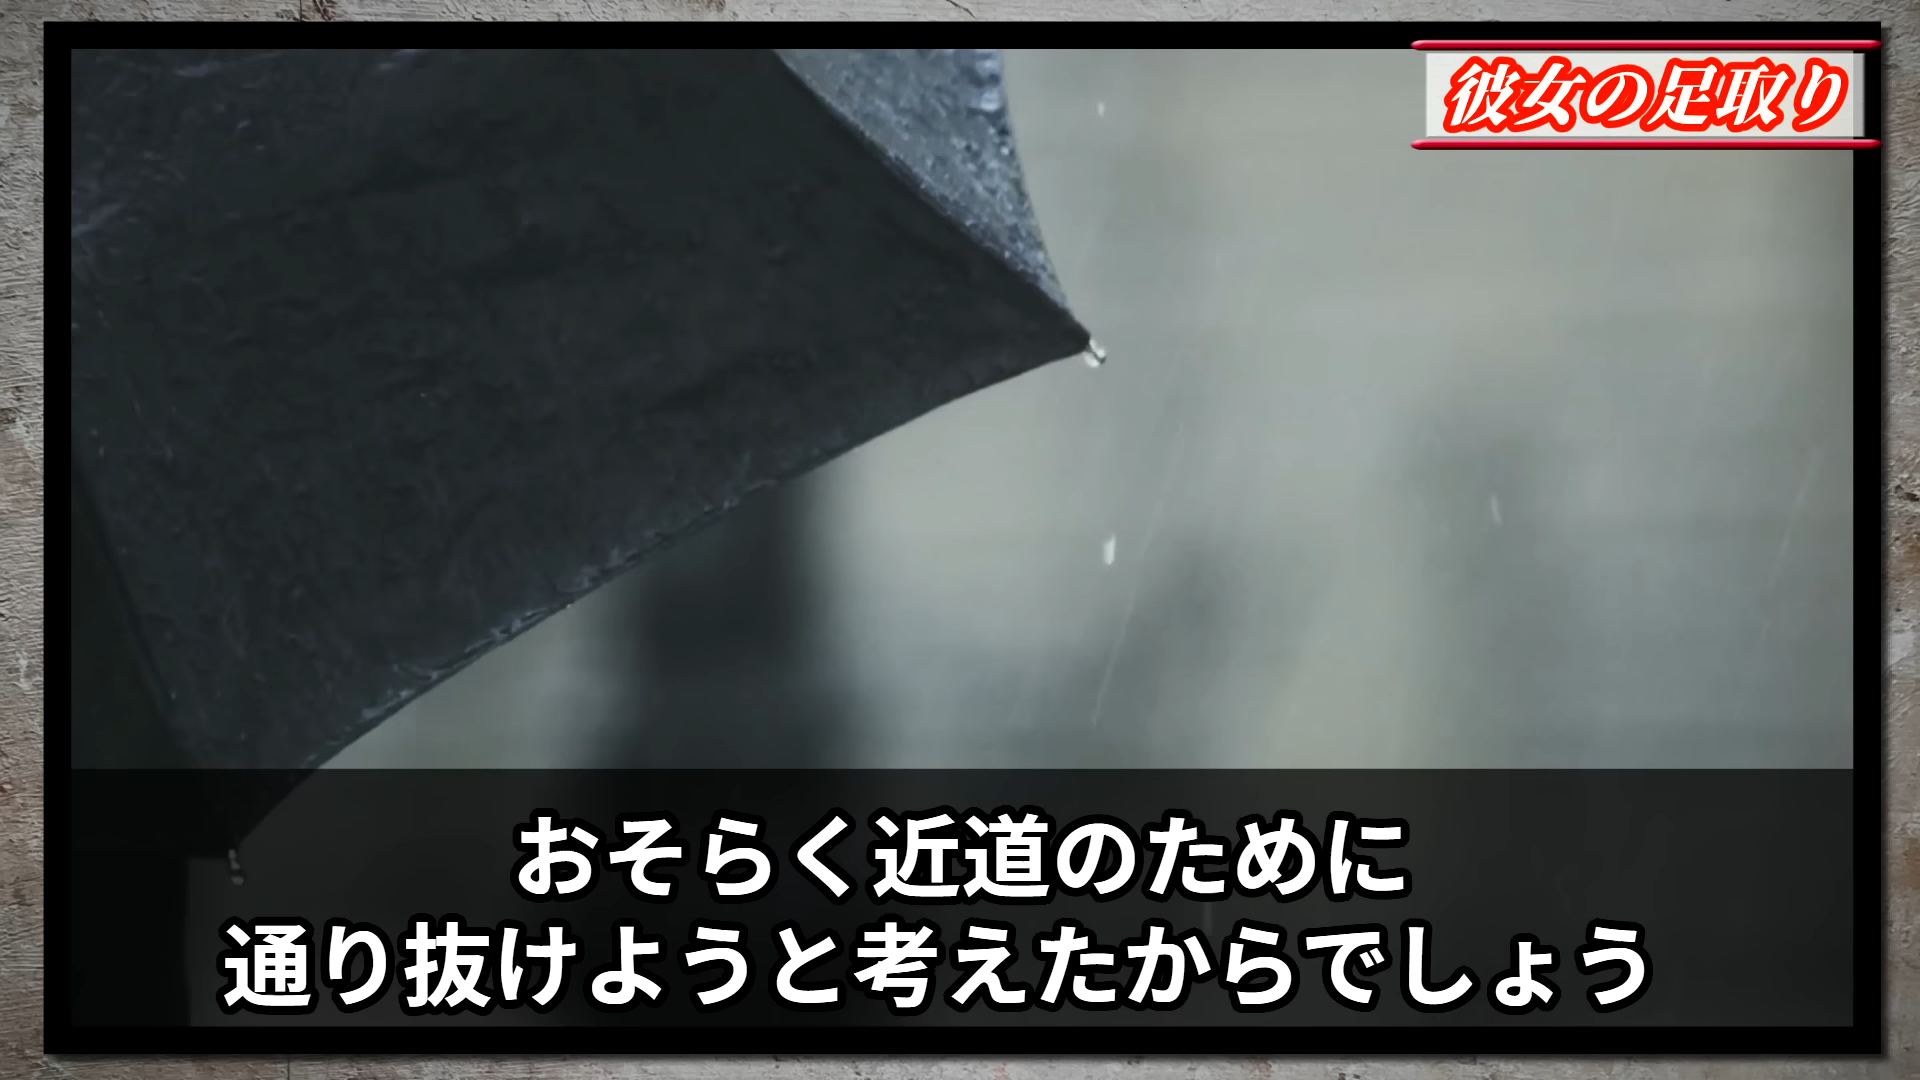 彼女の足取り
おそらく近道のために
通り抜けようと考えたからでしょう